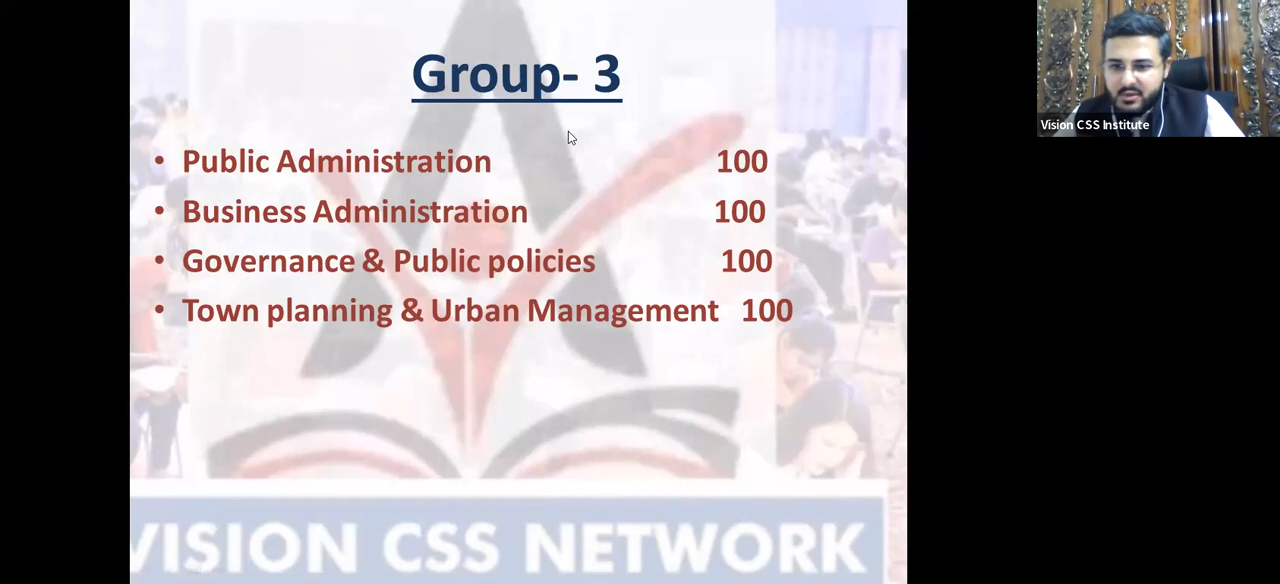 Group- 3
• Public Administration 100
• Business Administration 100
• Governance & Public policies 100
• Town planning & Urban Management 100
VISION CSS NETWORK
Vision CSS Institute